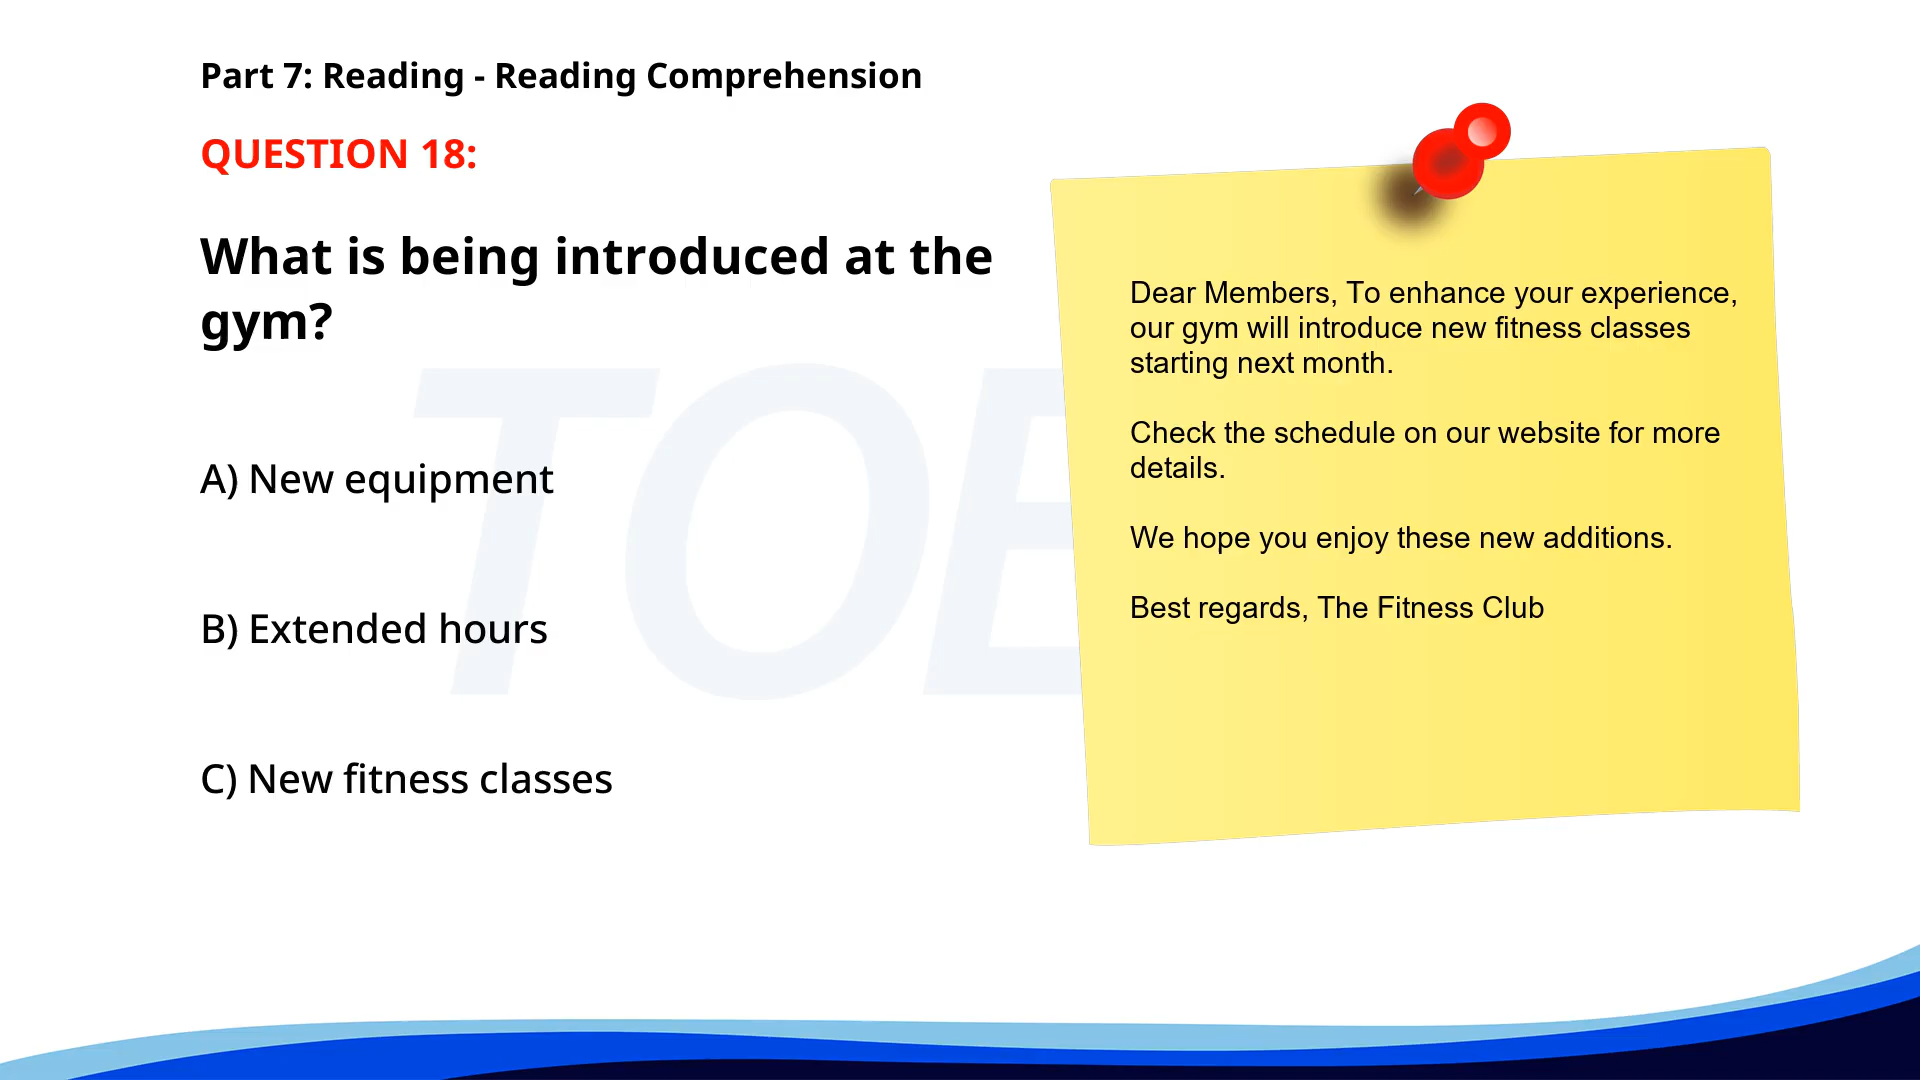 Part 7: Reading - Reading Comprehension
QUESTION 18:
What is being introduced at the
gym?
A) New equipment
B) Extended hours
C) New fitness classes
Dear Members, To enhance your experience,
our gym will introduce new fitness classes
starting next month.
Check the schedule on our website for more
details.
We hope you enjoy these new additions.
Best regards, The Fitness Club